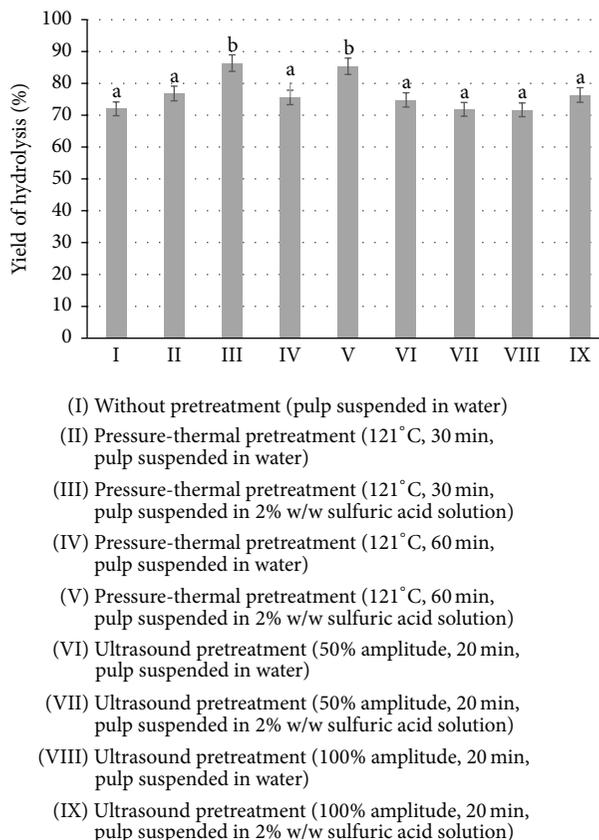 100
90
80
70
60
50
40
30
20
10
0
Yield of hydrolysis (%)
a a b a b a a a a
I II III IV V VI VII VIII IX
(I) Without pretreatment (pulp suspended in water)
(II) Pressure-thermal pretreatment (121°C, 30 min,
pulp suspended in water)
(III) Pressure-thermal pretreatment (121°C, 30 min,
pulp suspended in 2% w/w sulfuric acid solution)
(IV) Pressure-thermal pretreatment (121°C, 60 min,
pulp suspended in water)
(V) Pressure-thermal pretreatment (121°C, 60 min,
pulp suspended in 2% w/w sulfuric acid solution)
(VI) Ultrasound pretreatment (50% amplitude, 20 min,
pulp suspended in water)
(VII) Ultrasound pretreatment (50% amplitude, 20 min,
pulp suspended in 2% w/w sulfuric acid solution)
(VIII) Ultrasound pretreatment (100% amplitude, 20 min,
pulp suspended in water)
(IX) Ultrasound pretreatment (100% amplitude, 20 min,
pulp suspended in 2% w/w sulfuric acid solution)